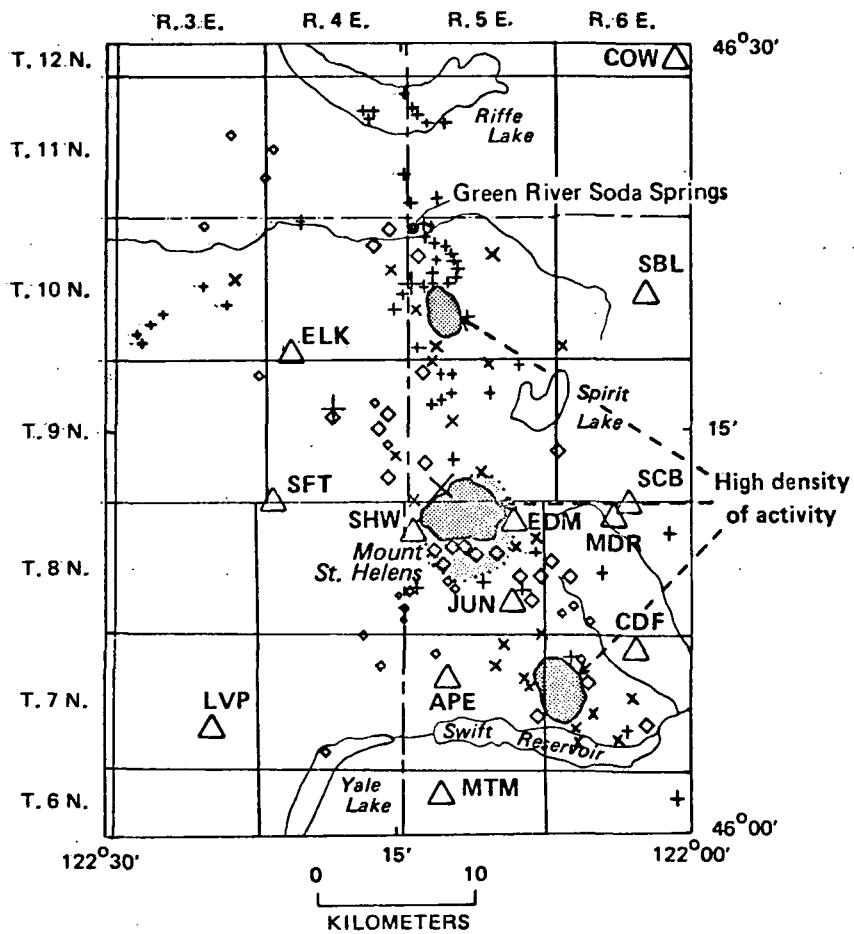 R.3 E. R. 4 E. R. 5 E. R. 6 E.
T. 12 N.
COW
46°30'
Riffe
Lake
T. 11 N.
Green River Soda Springs
SBL
T. 10 N.
ELK
Spirit
Lake
15'
T. 9 N.
SFT
SCB
High density
of activity
SHW
EDM
MDR
Mount
St. Helens
T. 8 N.
JUN
CDF
T. 7 N.
LVP
APE
Swift Reservoir
Yale
Lake
MTM
T. 6 N.
46°00'
122°30' 15' 122°00'
0 10
KILOMETERS